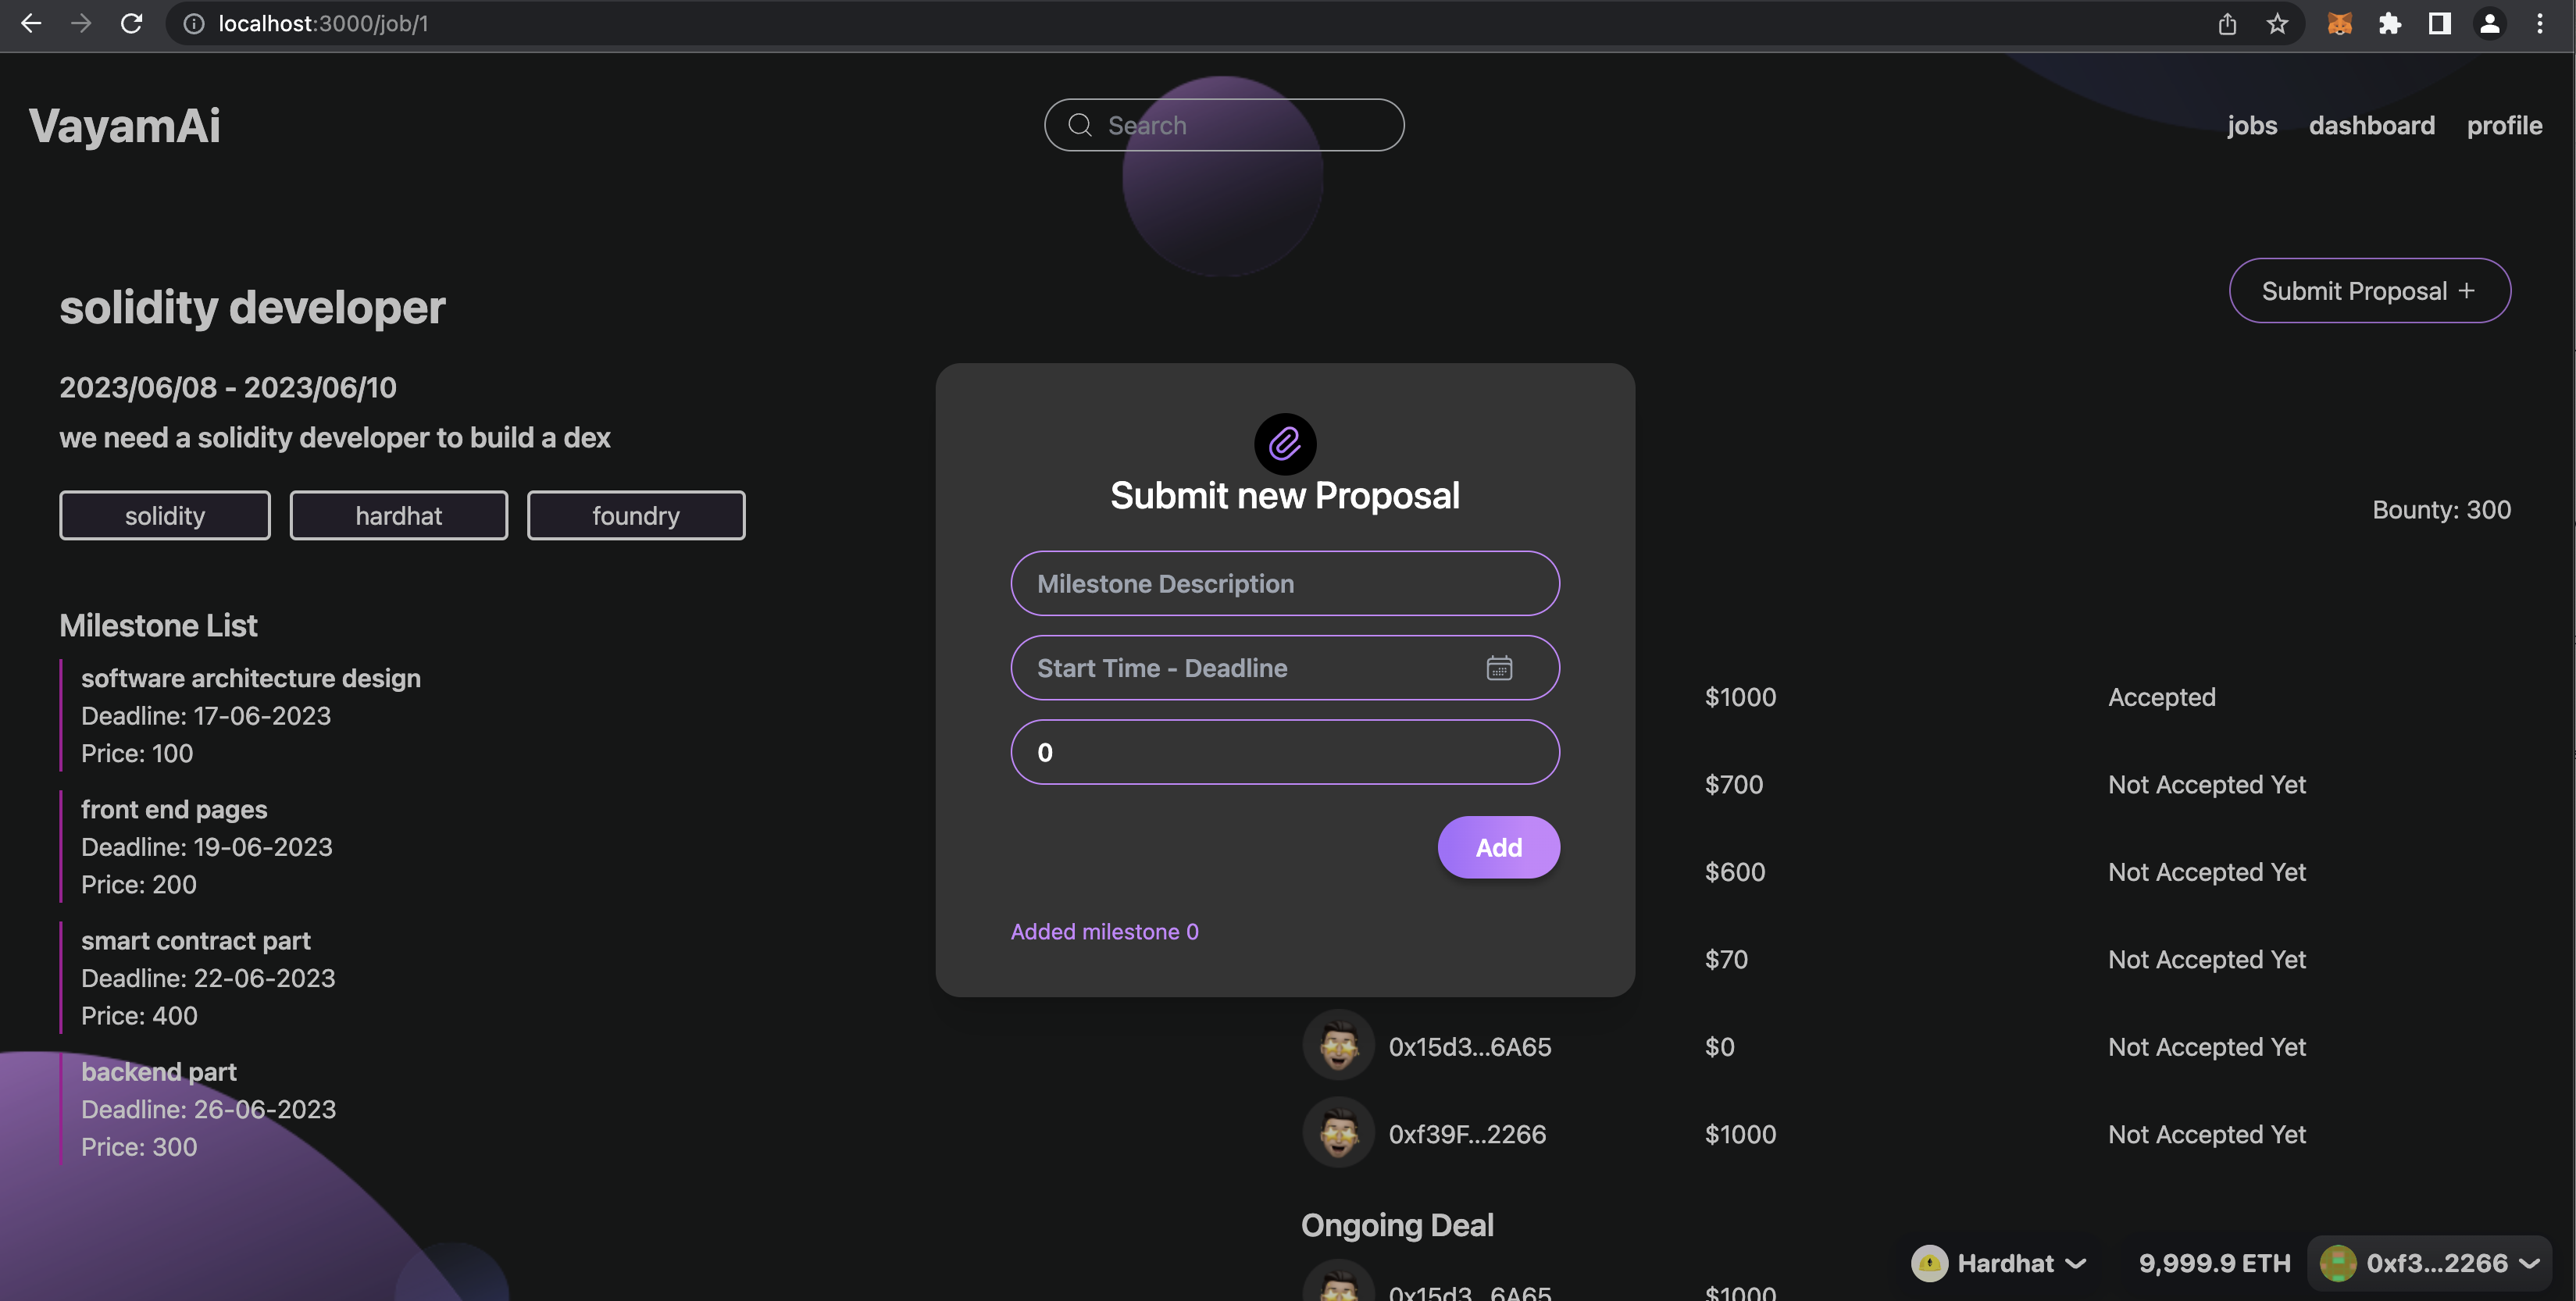 localhost:3000/job/1
VayamAi
Search
jobs dashboard profile
solidity developer
Submit Proposal +
2023/06/08 - 2023/06/10
we need a solidity developer to build a dex
solidity hardhat foundry
Bounty: 300
Milestone List
software architecture design
Deadline: 17-06-2023
Price: 100
front end pages
Deadline: 19-06-2023
Price: 200
smart contract part
Deadline: 22-06-2023
Price: 400
backend part
Deadline: 26-06-2023
Price: 300
Submit new Proposal
Milestone Description
Start Time - Deadline
0
Add
Added milestone 0
$1000 Accepted
$700 Not Accepted Yet
$600 Not Accepted Yet
$70 Not Accepted Yet
0x15d3...6A65 $0 Not Accepted Yet
0xf39F...2266 $1000 Not Accepted Yet
Ongoing Deal
0x15d3...6A65 $1000
Hardhat 9,999.9 ETH 0xf3...2266